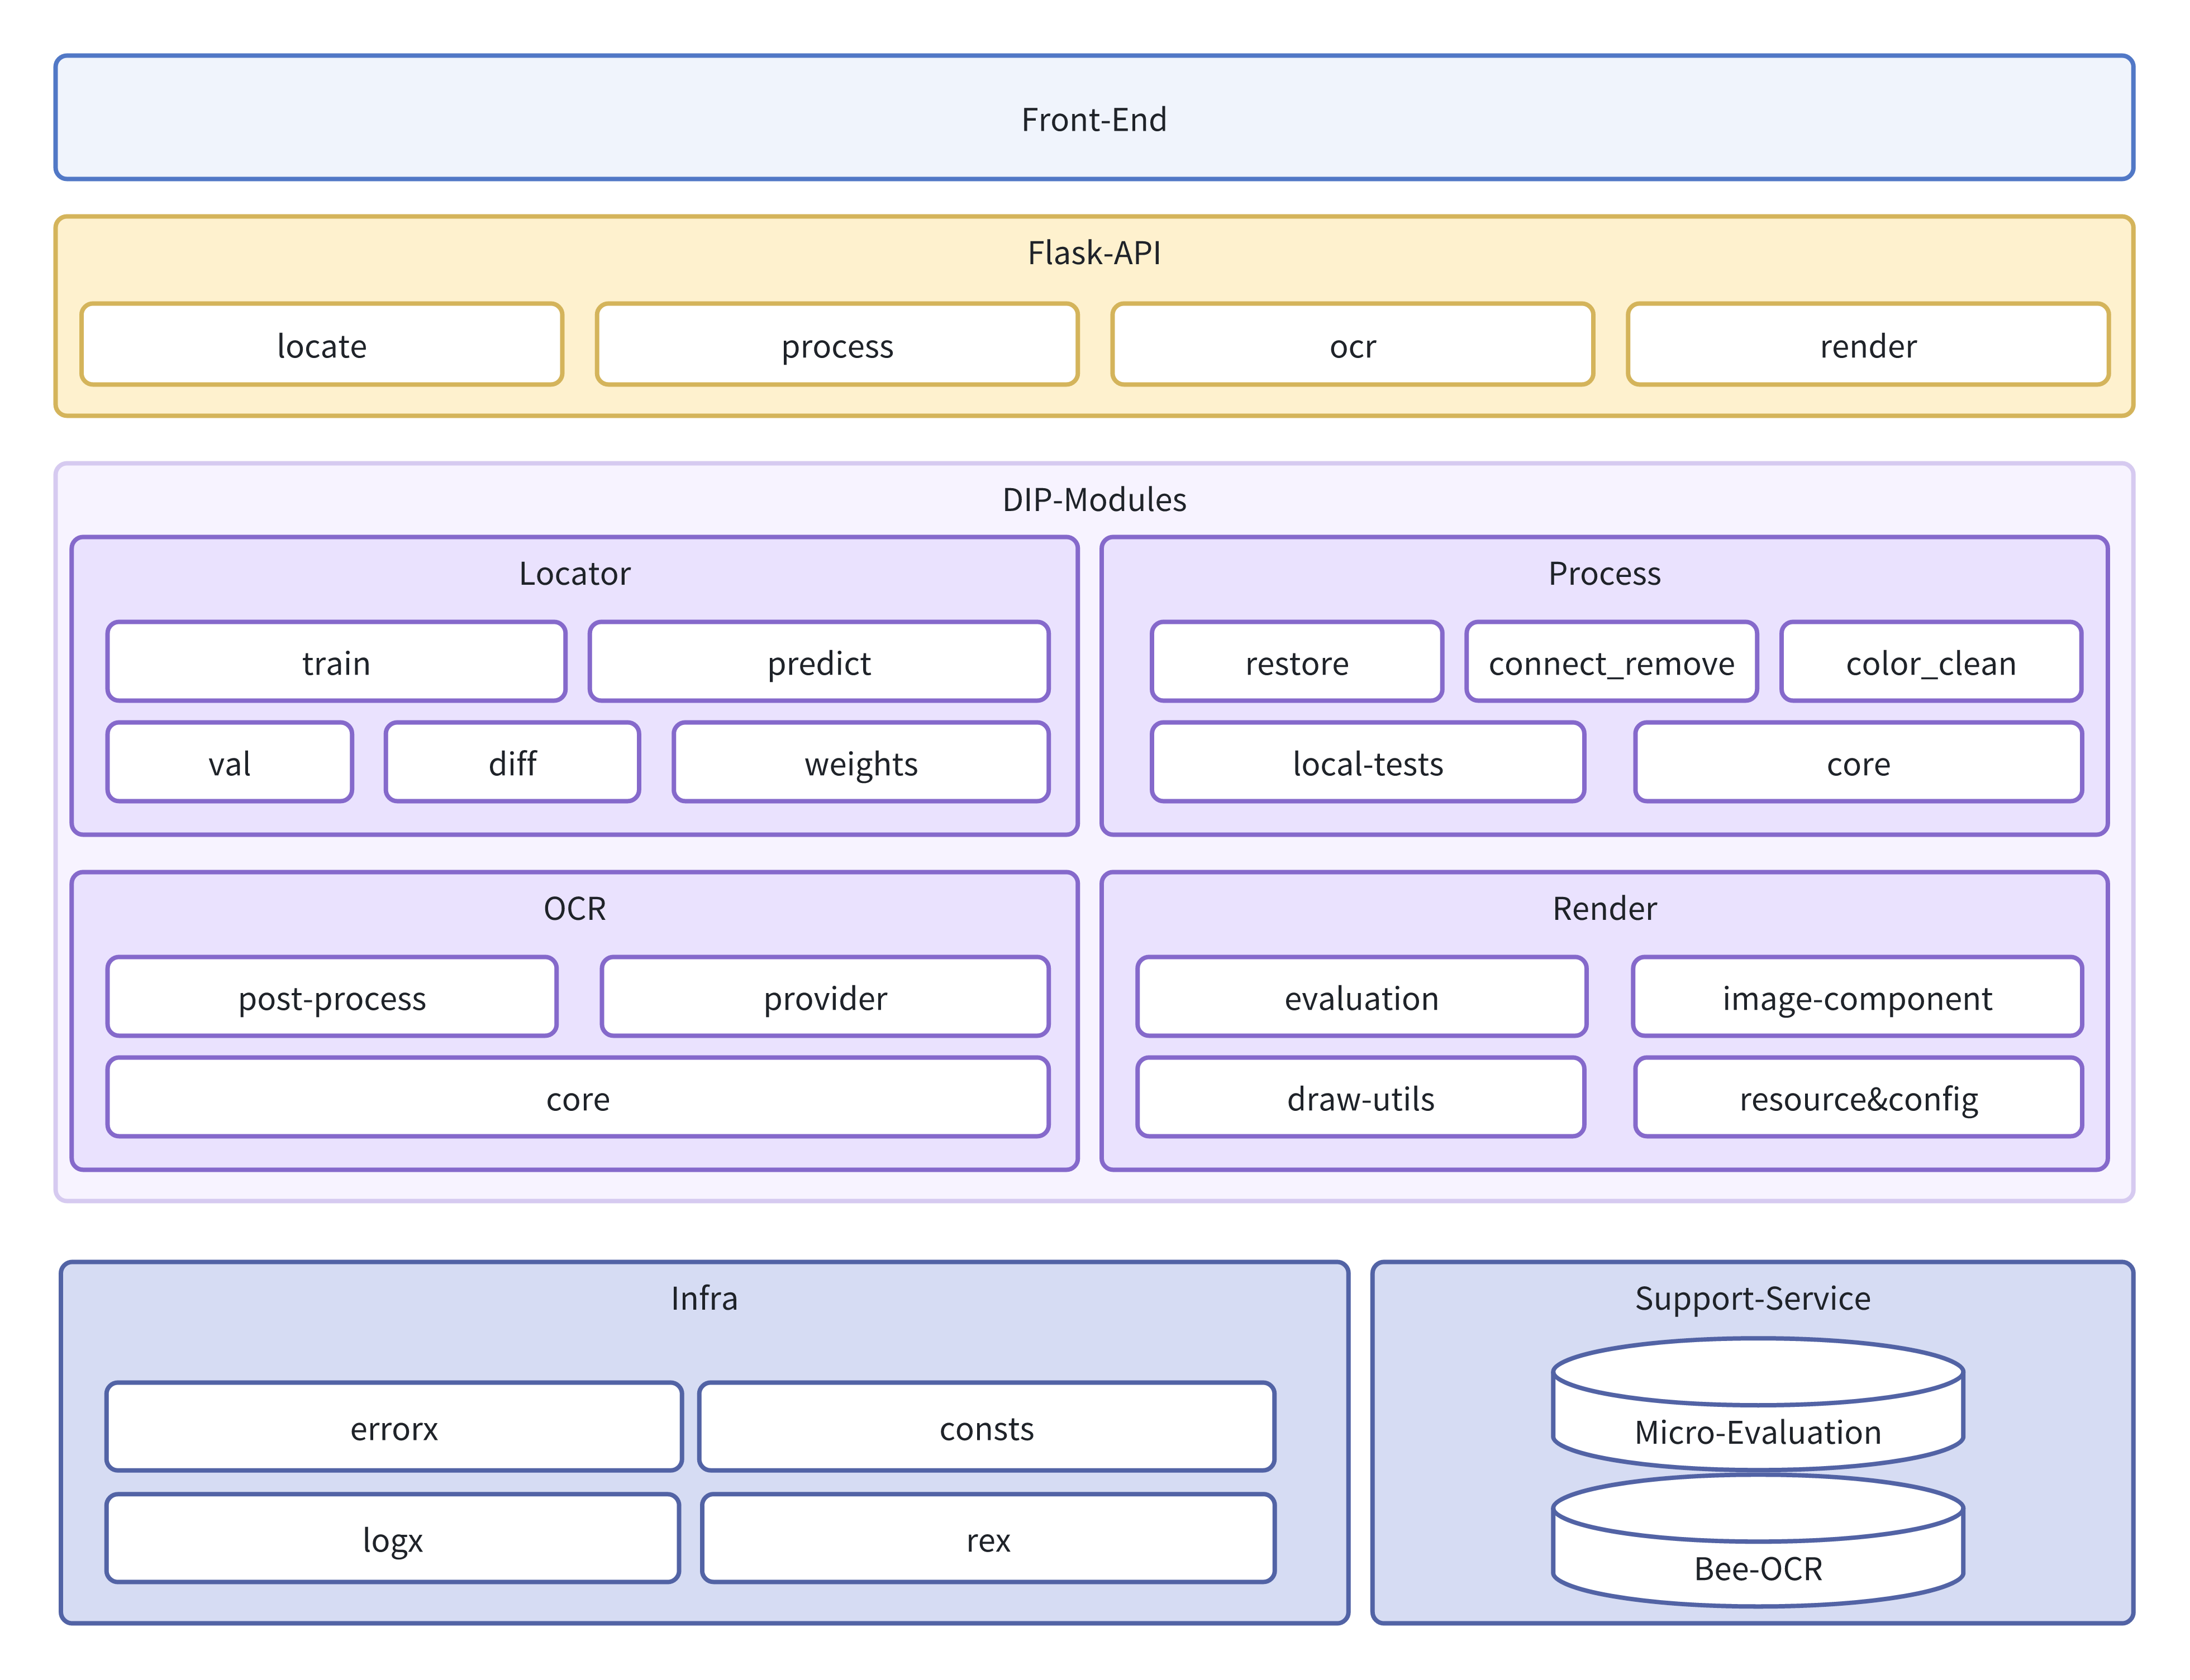 Front-End
Flask-API
locate
process
ocr
render
DIP-Modules
Locator
train
predict
val
diff
weights
Process
restore
connect_remove
color_clean
local-tests
core
OCR
post-process
provider
core
Render
evaluation
image-component
draw-utils
resource&config
Infra
errorx
consts
logx
rex
Support-Service
Micro-Evaluation
Bee-OCR